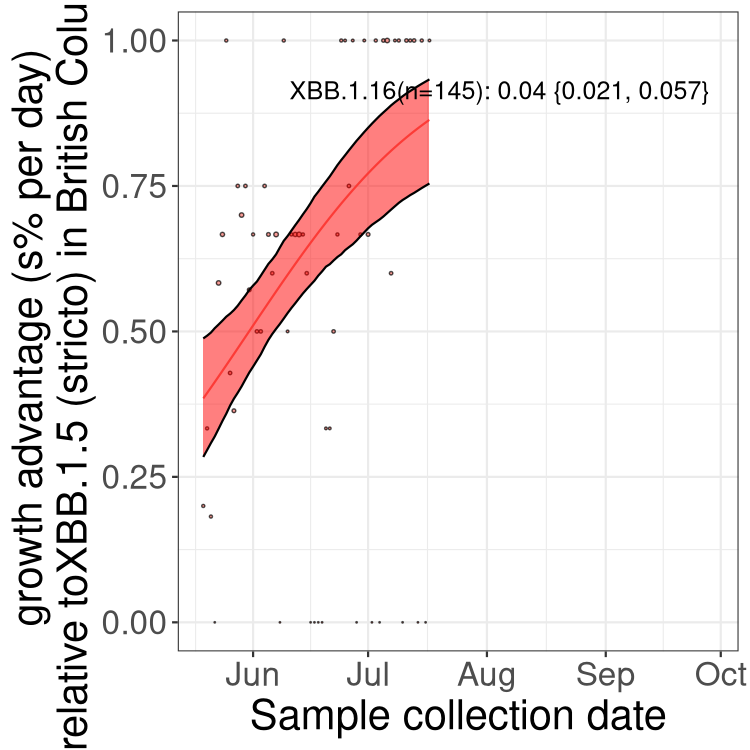 growth advantage (s% per day)
relative toXBB.1.5 (stricto) in British Colu
1.00
0.75
0.50
0.25
0.00
XBB.1.16(n=145): 0.04 {0.021, 0.057}
Jun Jul Aug Sep Oct
Sample collection date